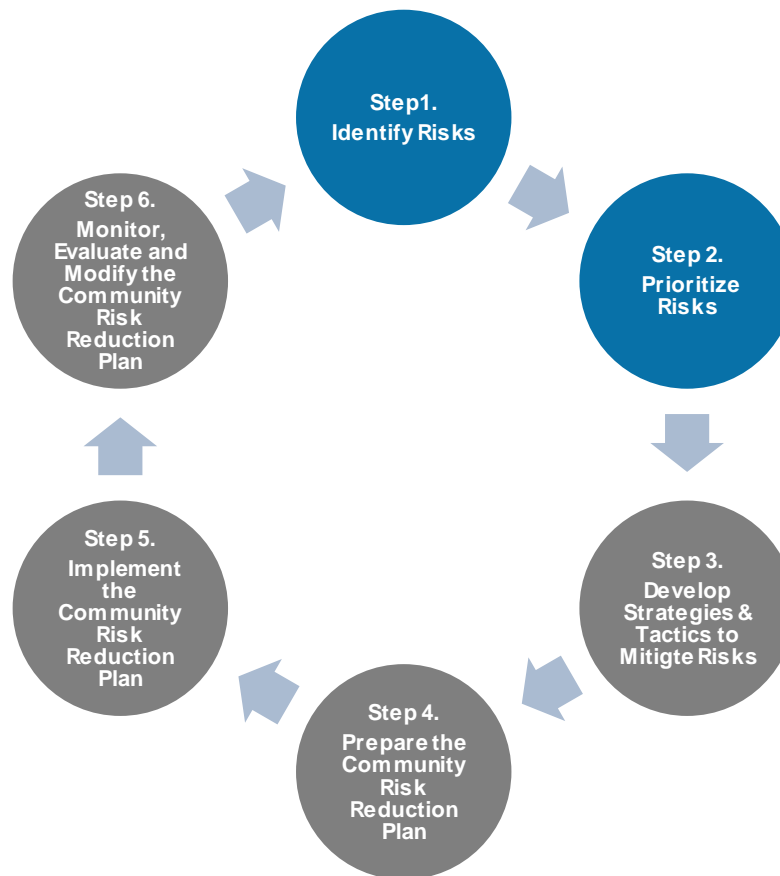 Step1.
Identify Risks
Step 2.
Prioritize
Risks
Step 3.
Develop
Strategies &
Tactics to
Mitigte Risks
Step 4.
Prepare the
Community
Risk
Reduction
Plan
Step 5.
Implement
the
Community
Risk
Reduction
Plan
Step 6.
Monitor,
Evaluate and
Modify the
Community
Risk
Reduction
Plan